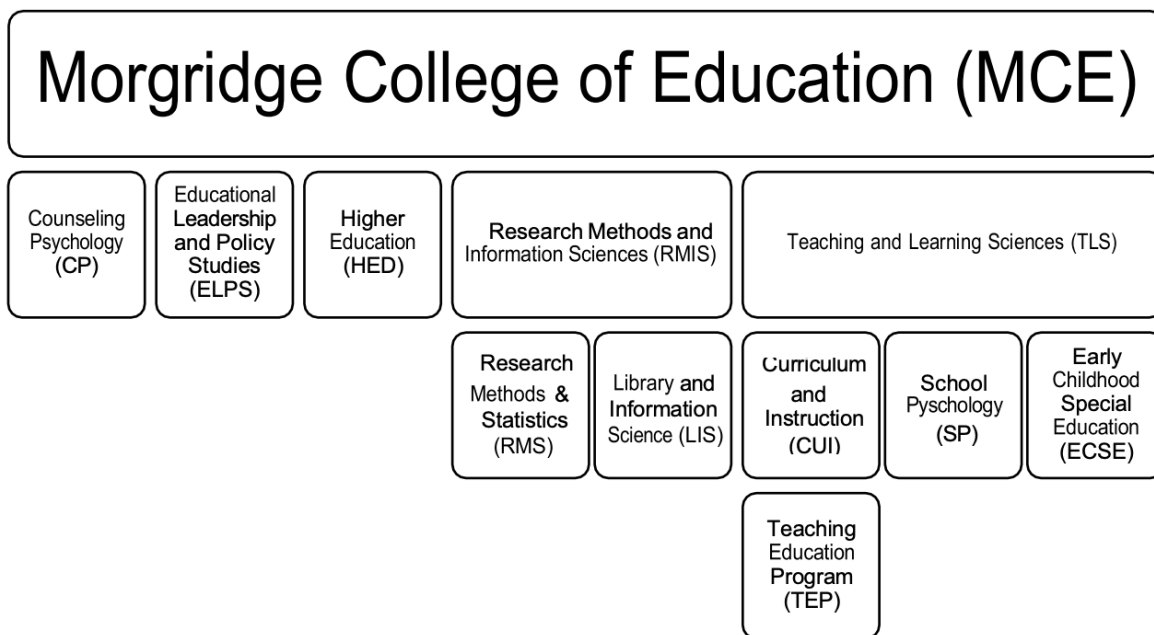 Morgridge College of Education (MCE)
Counseling
Psychology
(CP)
Educational
Leadership
and Policy
Studies
(ELPS)
Higher
Education
(HED)
Research Methods and
Information Sciences (RMIS)
Teaching and Learning Sciences (TLS)
Research
Methods &
Statistics
(RMS)
Library and
Information
Science (LIS)
Curriculum
and
Instruction
(CUI)
School
Pyschology
(SP)
Early
Childhood
Special
Education
(ECSE)
Teaching
Education
Program
(TEP)